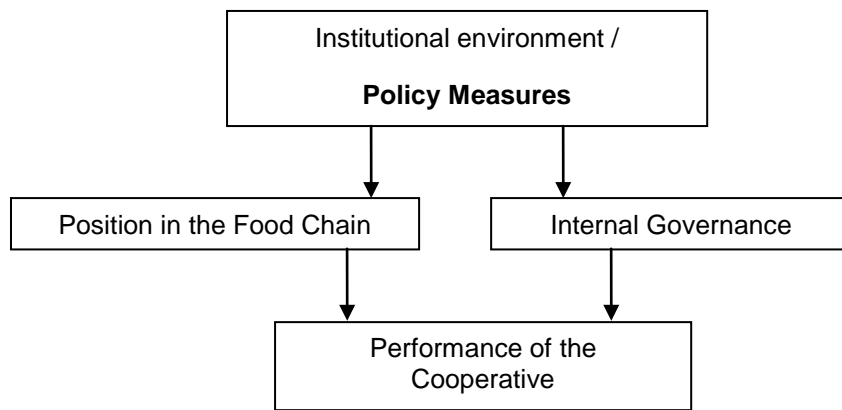 Institutional environment /
Policy Measures
Position in the Food Chain
Internal Governance
Performance of the
Cooperative